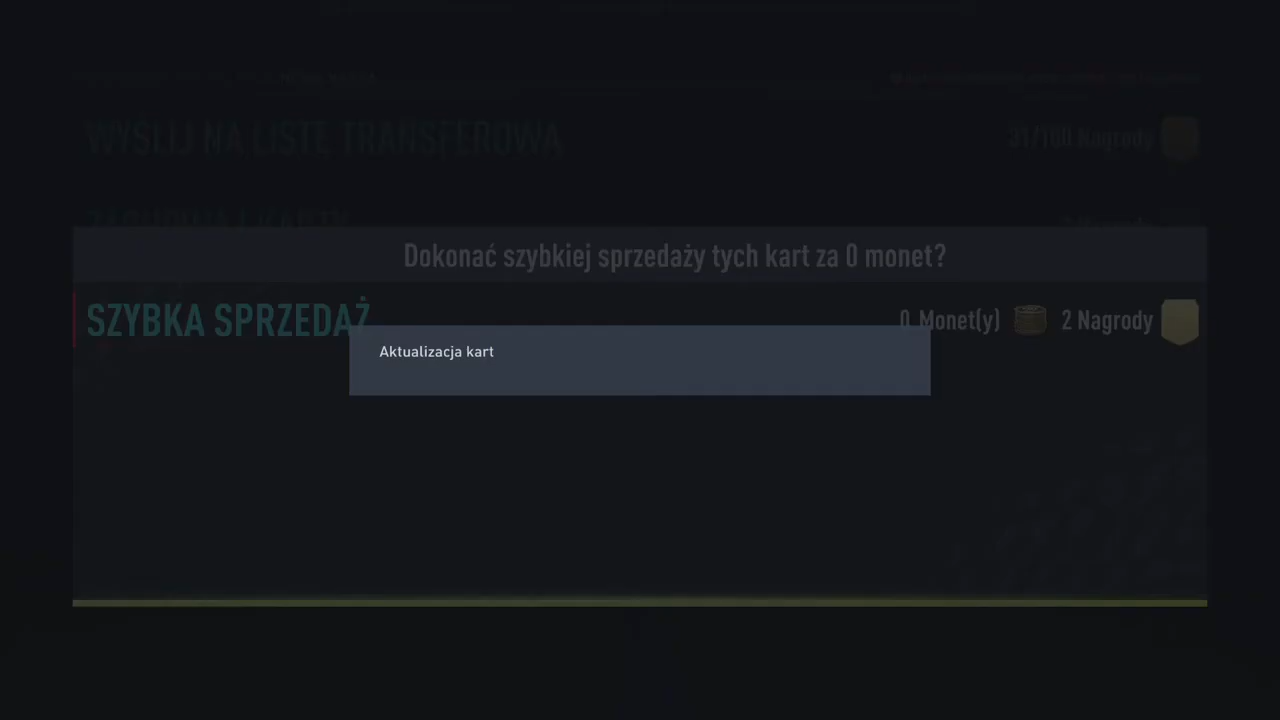 WYŚLIJ NA LISTĘ TRANSFEROWĄ
31/100 Nagrody
Dokonać szybkiej sprzedaży tych kart za 0 monet?
SZYBKA SPRZEDAŻ
0 Monet(y)
2 Nagrody
Aktualizacja kart